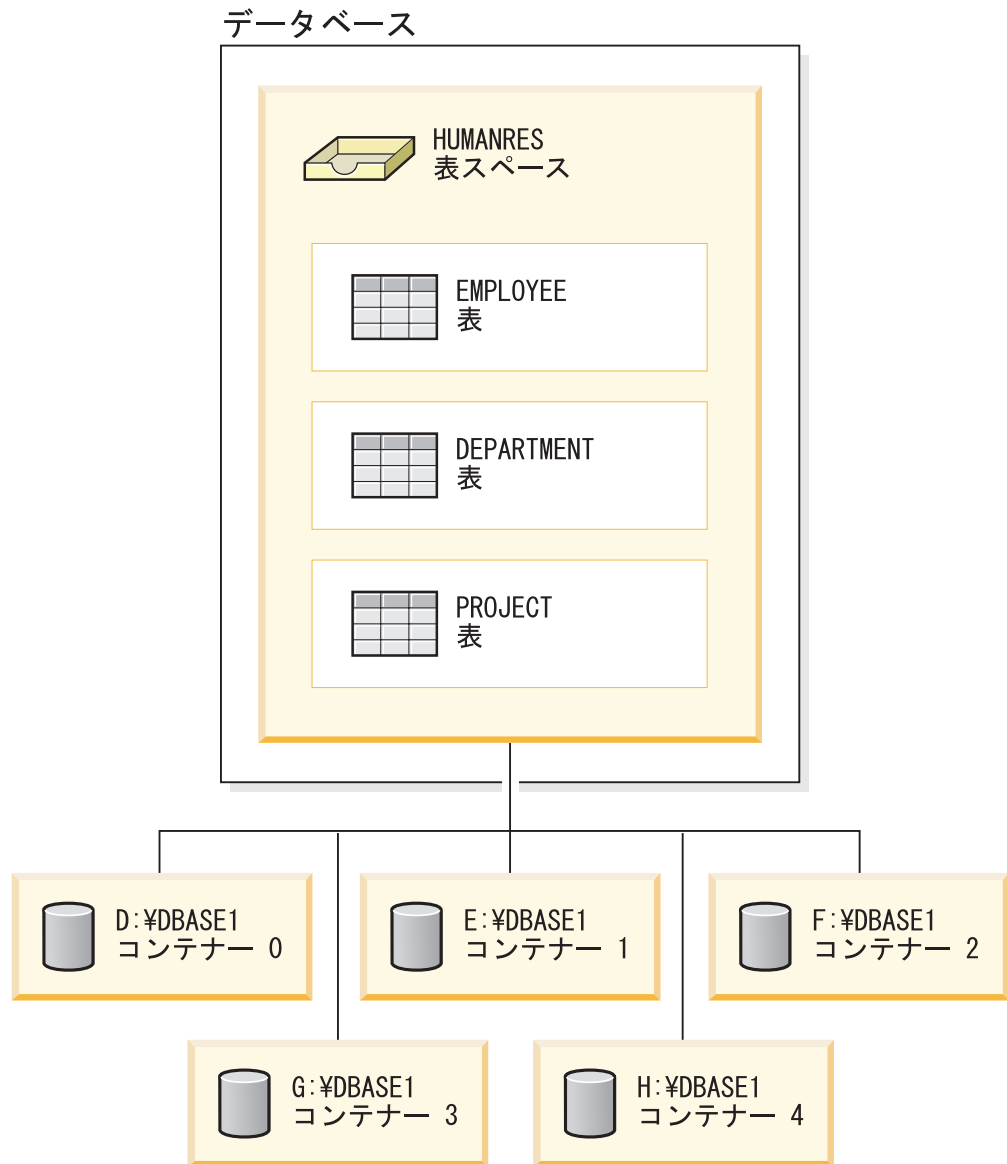 データベース
HUMANRES
表スペース
EMPLOYEE
表
DEPARTMENT
表
PROJECT
表
D:¥DBASE1
コンテナー 0
E:¥DBASE1
コンテナー 1
F:¥DBASE1
コンテナー 2
G:¥DBASE1
コンテナー 3
H:¥DBASE1
コンテナー 4